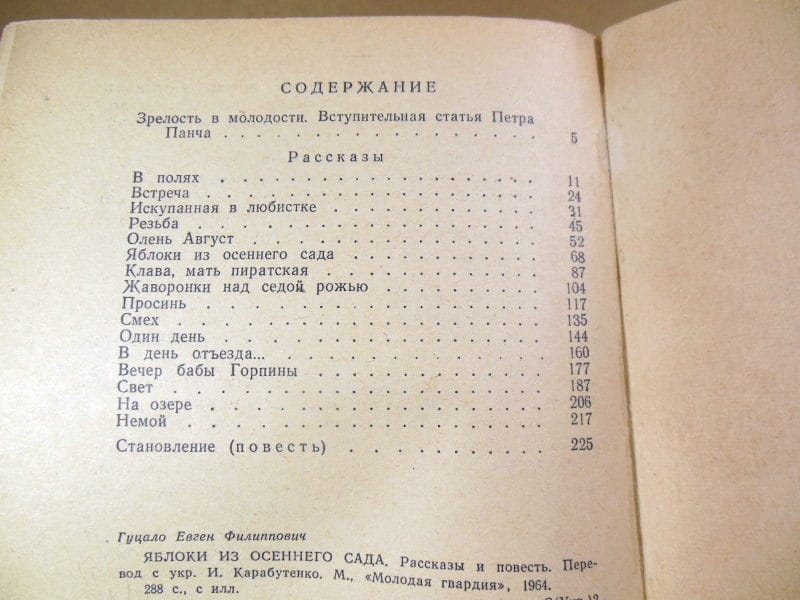 СОДЕРЖАНИЕ
Зрелость в молодости. Вступительная статья Петра
Панча . . . . . . . . . . . . . . . . . . 5
Рассказы
В полях . . . . . . . . . . . . . . . . . . 11
Встреча . . . . . . . . . . . . . . . . . . 24
Искупанная в любистке . . . . . . . . . . . 31
Резьба . . . . . . . . . . . . . . . . . . 45
Олень Август . . . . . . . . . . . . . . . 52
Яблоки из осеннего сада . . . . . . . . . . 68
Клава, мать пиратская . . . . . . . . . . . 87
Жаворонки над седой рожью . . . . . . . . . 104
Просинь . . . . . . . . . . . . . . . . . . 117
Смех . . . . . . . . . . . . . . . . . . . 135
Один день . . . . . . . . . . . . . . . . . 144
В день отъезда... . . . . . . . . . . . . . 160
Вечер бабы Горпины . . . . . . . . . . . . 177
Свет . . . . . . . . . . . . . . . . . . . 187
На озере . . . . . . . . . . . . . . . . . 206
Немой . . . . . . . . . . . . . . . . . . . 217
Становление (повесть) . . . . . . . . . . . 225
Гуцало Евген Филиппович
ЯБЛОКИ ИЗ ОСЕННЕГО САДА. Рассказы и повесть. Пере-
вод с укр. И. Карабутенко. М., «Молодая гвардия», 1964.
288 с., с илл.